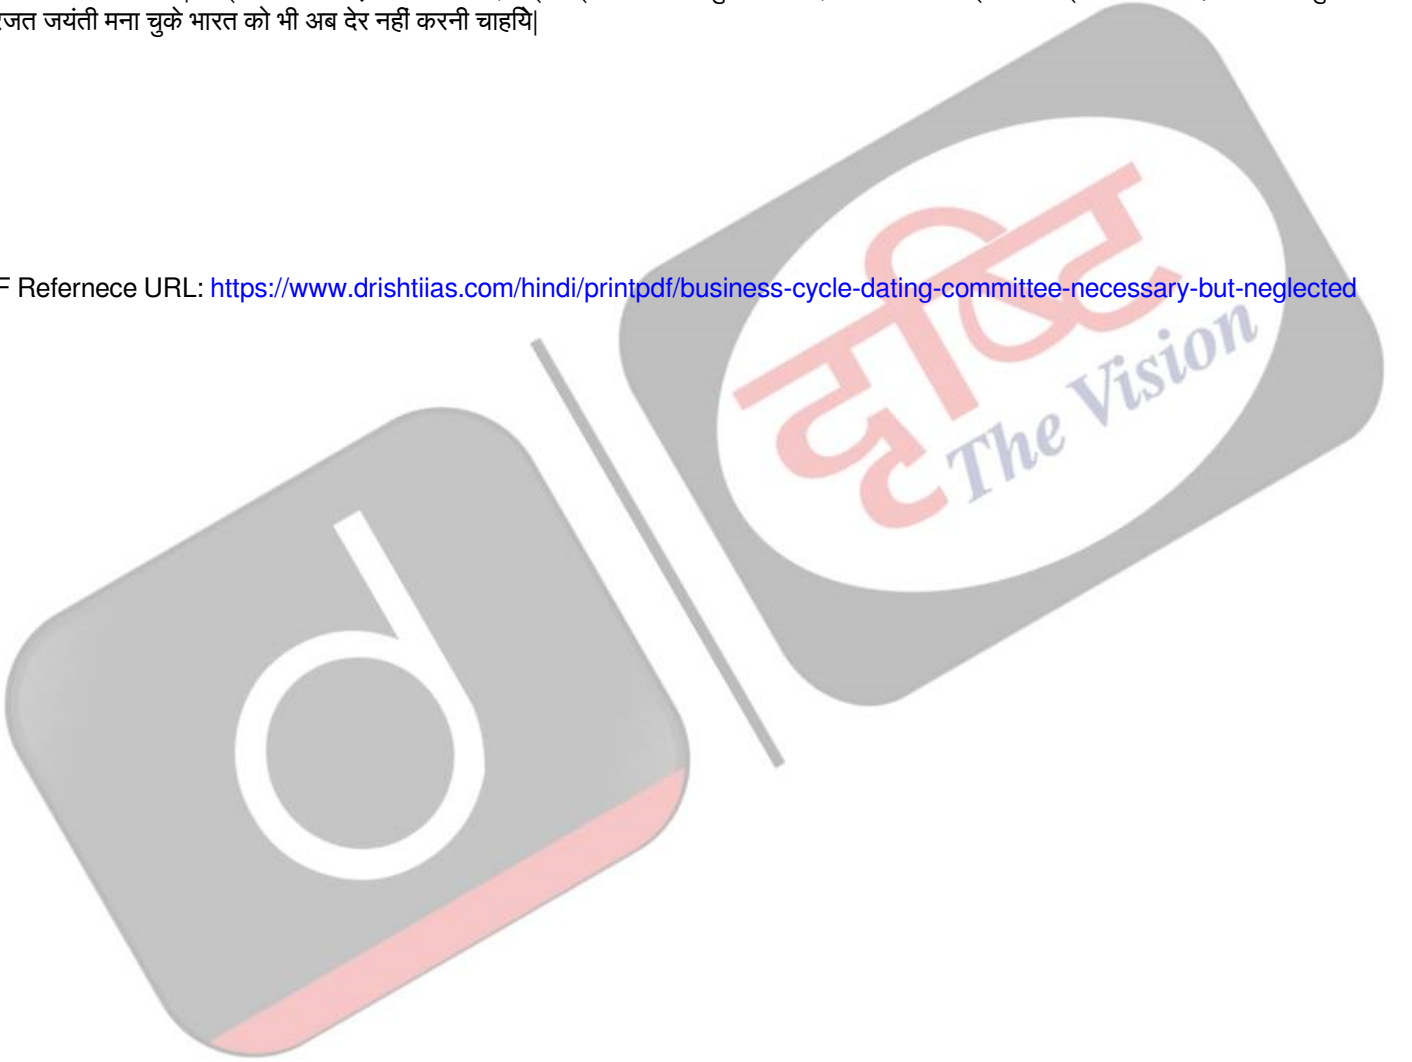 रजत जयंती मना चुके भारत को भी अब देर नहीं करनी चाहिये|
F Refernece URL: https://www.drishtiias.com/hindi/printpdf/business-cycle-dating-committee-necessary-but-neglected
दृष्टि
The Vision
d